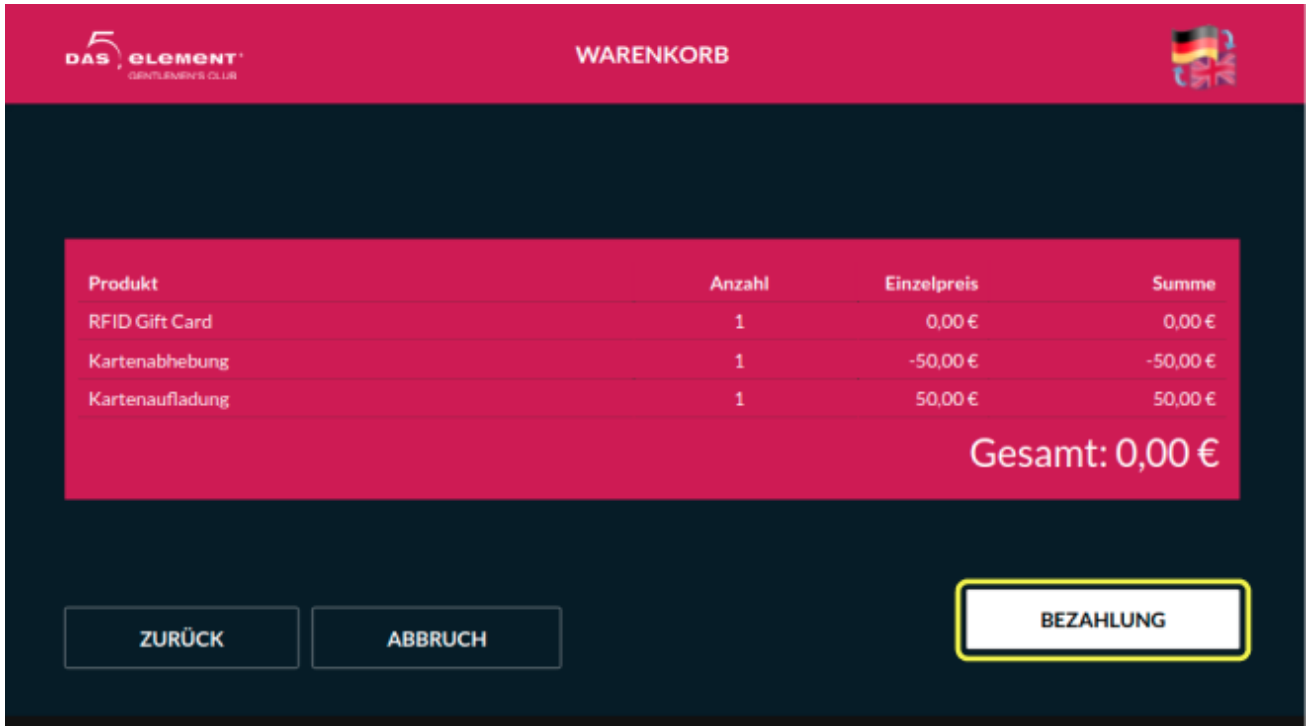 DAS 5. ELEMENT
GENTLEMEN'S CLUB
WARENKORB
Produkt Anzahl Einzelpreis Summe
RFID Gift Card 1 0,00 € 0,00 €
Kartenabhebung 1 -50,00 € -50,00 €
Kartenaufladung 1 50,00 € 50,00 €
Gesamt: 0,00 €
ZURÜCK ABBRUCH BEZAHLUNG